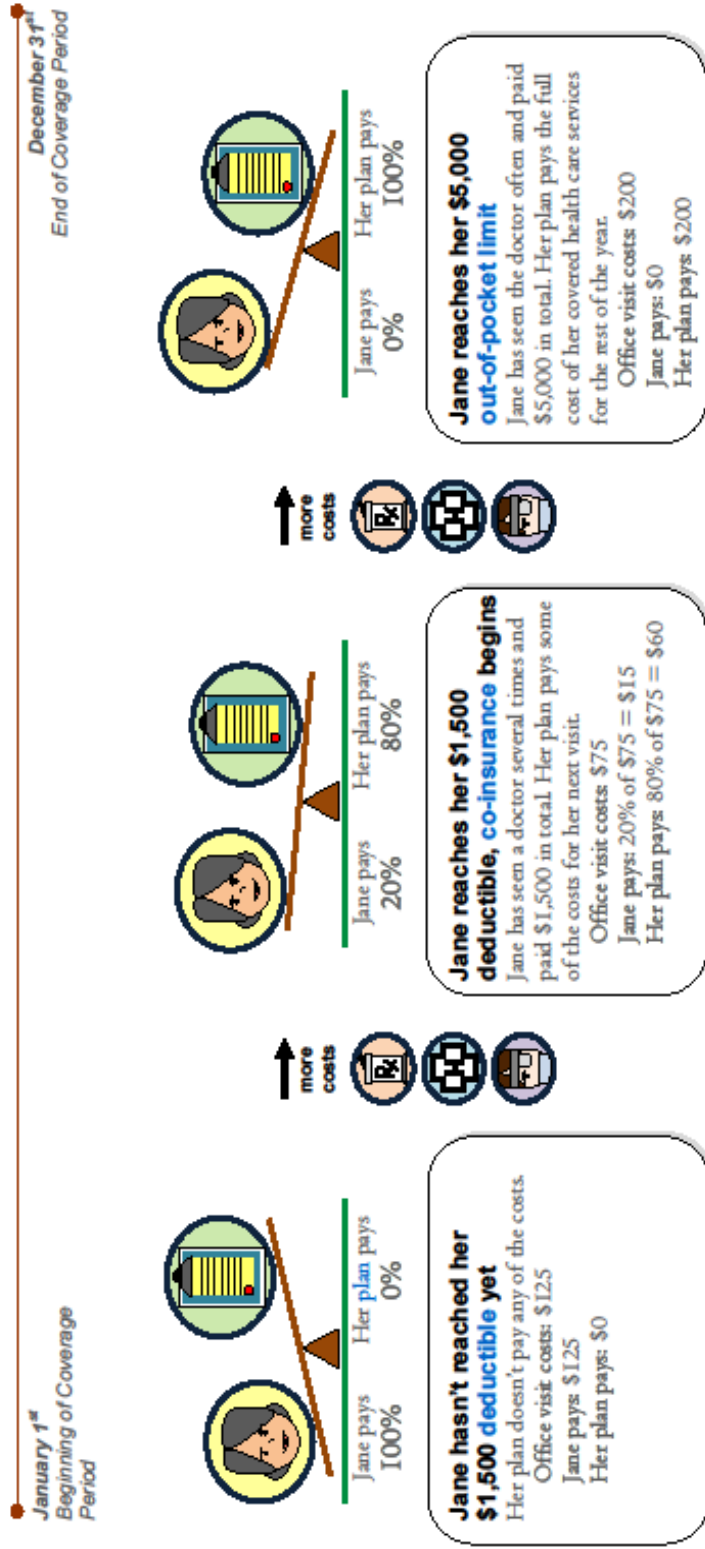 January 1st
Beginning of Coverage
Period
December 31st
End of Coverage Period
Jane pays
100%
Her plan pays
0%
more
costs
Rx
H
Jane pays
20%
Her plan pays
80%
more
costs
Rx
H
Jane pays
0%
Her plan pays
100%
Jane hasn't reached her
$1,500 deductible yet
Her plan doesn't pay any of the costs.
Office visit costs: $125
Jane pays: $125
Her plan pays: $0
Jane reaches her $1,500
deductible, co-insurance begins
Jane has seen a doctor several times and
paid $1,500 in total. Her plan pays some
of the costs for her next visit.
Office visit costs: $75
Jane pays: 20% of $75 = $15
Her plan pays: 80% of $75 = $60
Jane reaches her $5,000
out-of-pocket limit
Jane has seen the doctor often and paid
$5,000 in total. Her plan pays the full
cost of her covered health care services
for the rest of the year.
Office visit costs: $200
Jane pays: $0
Her plan pays: $200